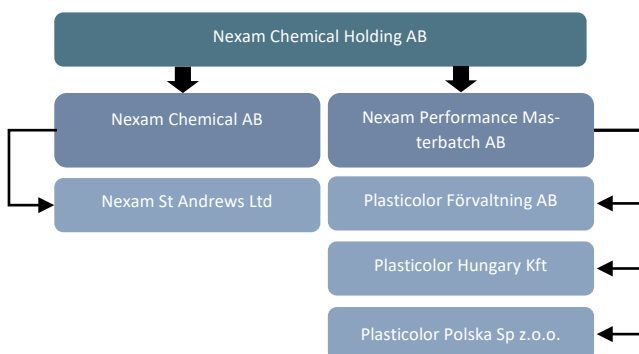 Nexam Chemical Holding AB
Nexam Chemical AB
Nexam Performance Mas-
terbatch AB
Nexam St Andrews Ltd
Plasticolor Förvaltning AB
Plasticolor Hungary Kft
Plasticolor Polska Sp z.o.o.